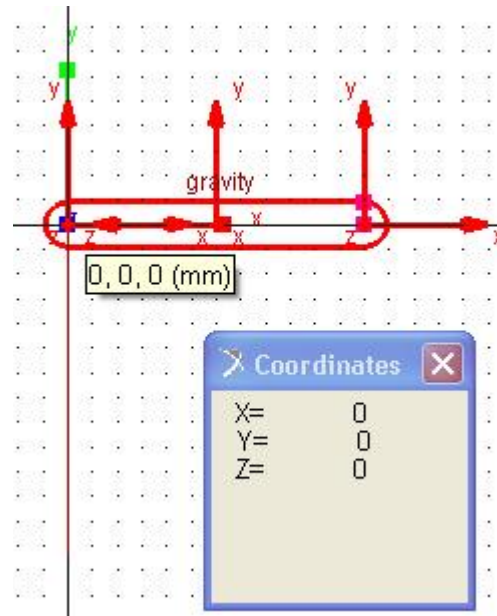 y
y y y
gravity
x
z x x z x
0, 0, 0 (mm)
Coordinates
X= 0
Y= 0
Z= 0